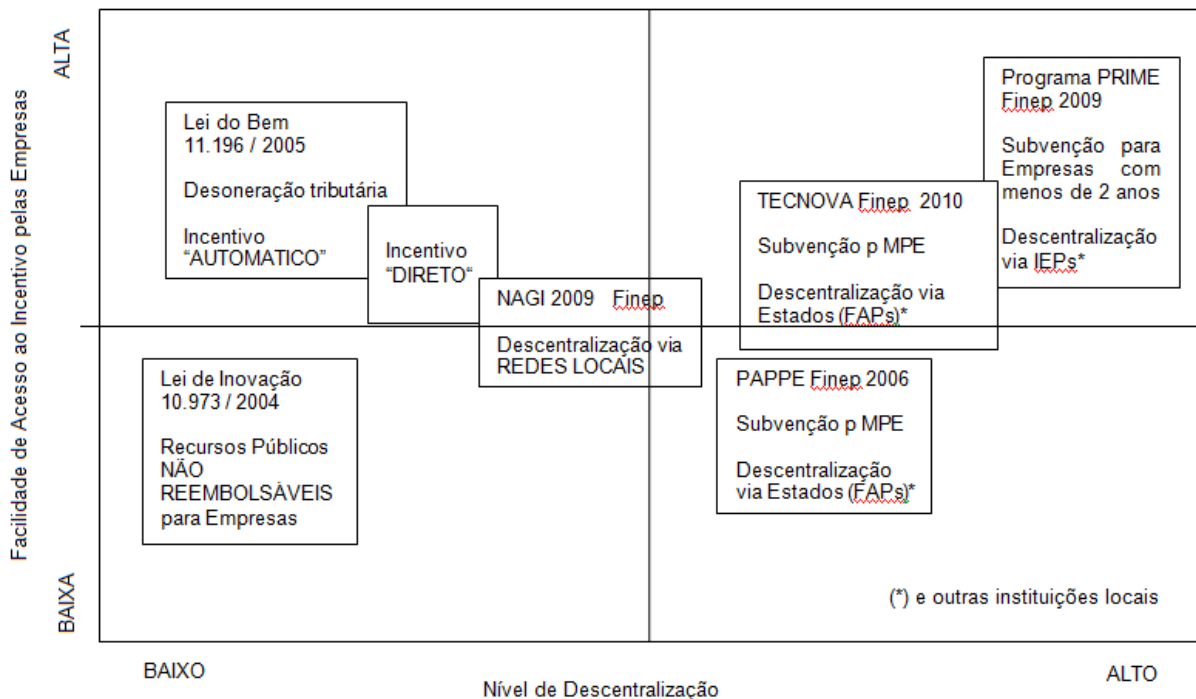 Facilidade de Acesso ao Incentivo pelas Empresas
ALTA
BAIXA
Lei do Bem
11.196 / 2005
Desoneração tributária
Incentivo
“AUTOMATICO”
Incentivo
“DIRETO“
NAGI 2009 Finep
Descentralização via
REDES LOCAIS
TECNOVA Finep 2010
Subvenção p MPE
Descentralização via
Estados (FAPs)*
Programa PRIME
Finep 2009
Subvenção para
Empresas com
menos de 2 anos
Descentralização
via IEPs*
Lei de Inovação
10.973 / 2004
Recursos Públicos
NÃO
REEMBOLSÁVEIS
para Empresas
PAPPE Finep 2006
Subvenção p MPE
Descentralização
via Estados (FAPs)*
(*) e outras instituições locais
BAIXO
ALTO
Nível de Descentralização